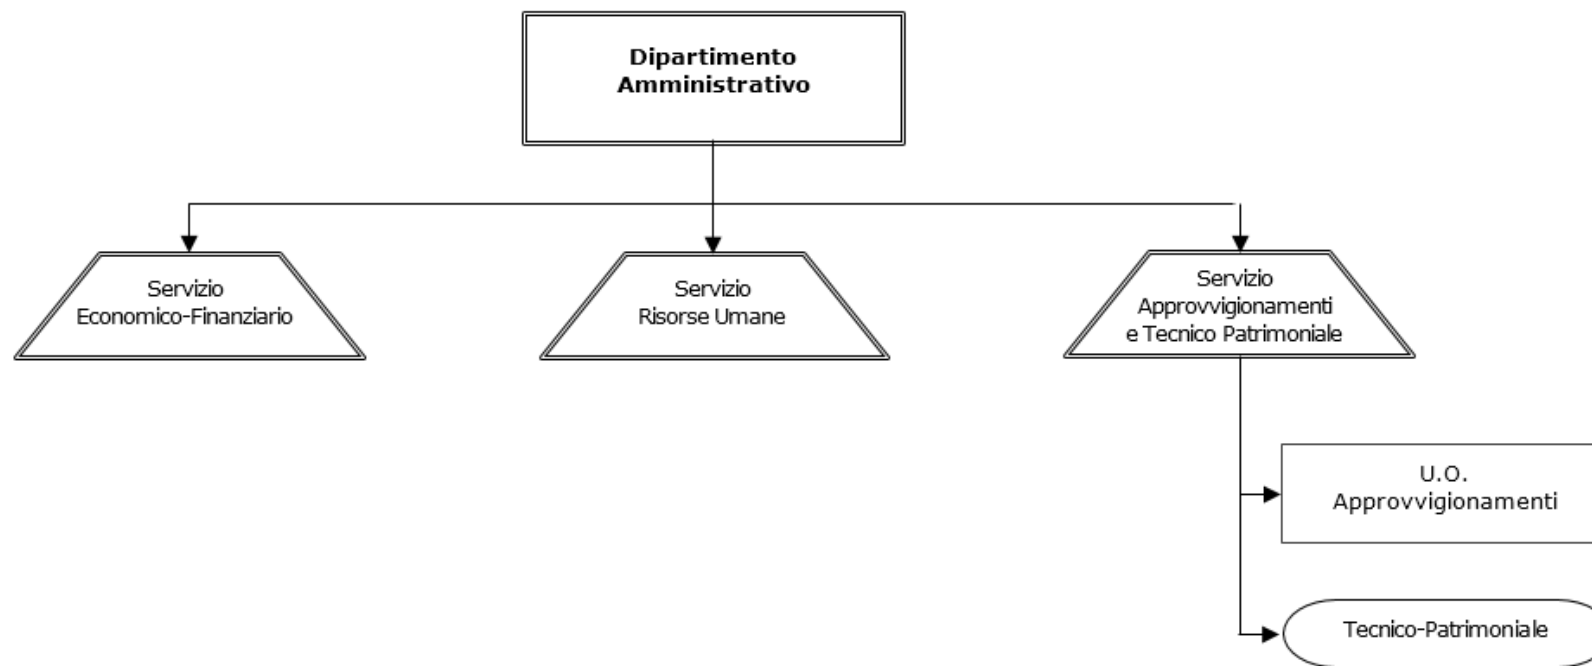 Dipartimento
Amministrativo
Servizio
Economico-Finanziario
Servizio
Risorse Umane
Servizio
Approvvigionamenti
e Tecnico Patrimoniale
U.O.
Approvvigionamenti
Tecnico-Patrimoniale